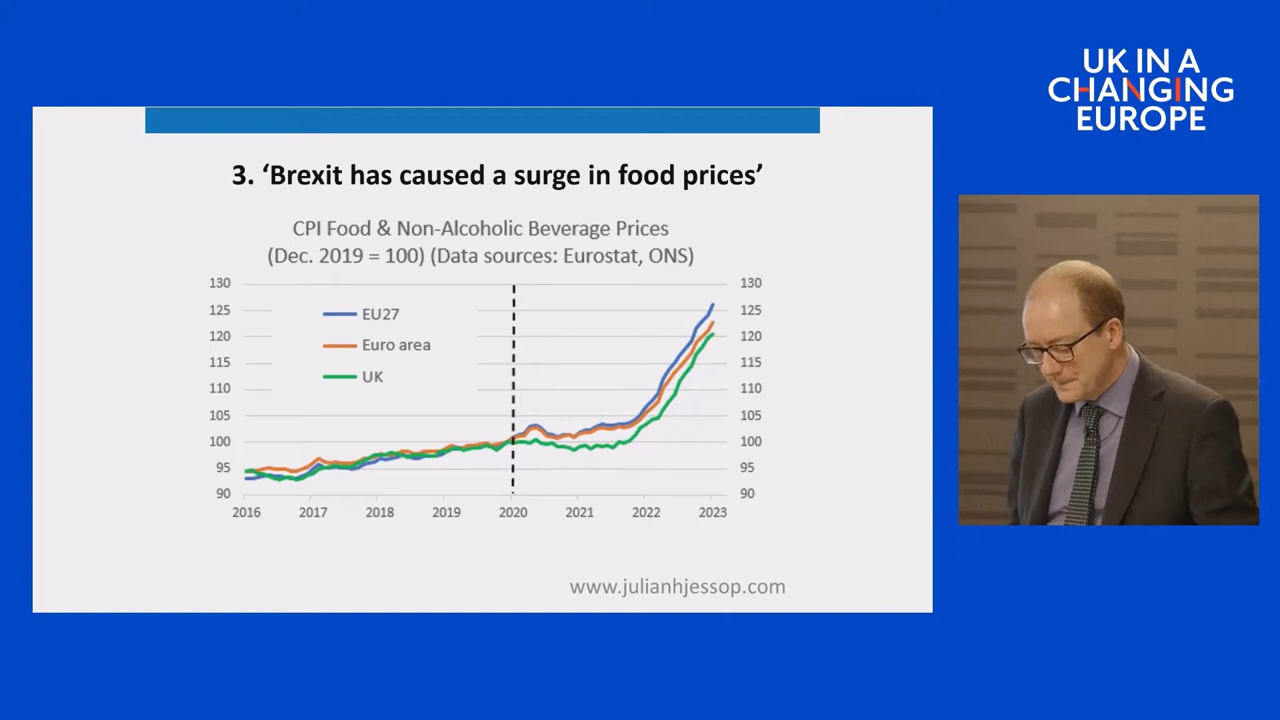 UK IN A
CHANGING
EUROPE
3. ‘Brexit has caused a surge in food prices’
CPI Food & Non-Alcoholic Beverage Prices
(Dec. 2019 = 100) (Data sources: Eurostat, ONS)
130 130
125 EU27 125
120 Euro area 120
115 UK 115
110 110
105 105
100 100
95 95
90 90
2016 2017 2018 2019 2020 2021 2022 2023
www.julianhjessop.com